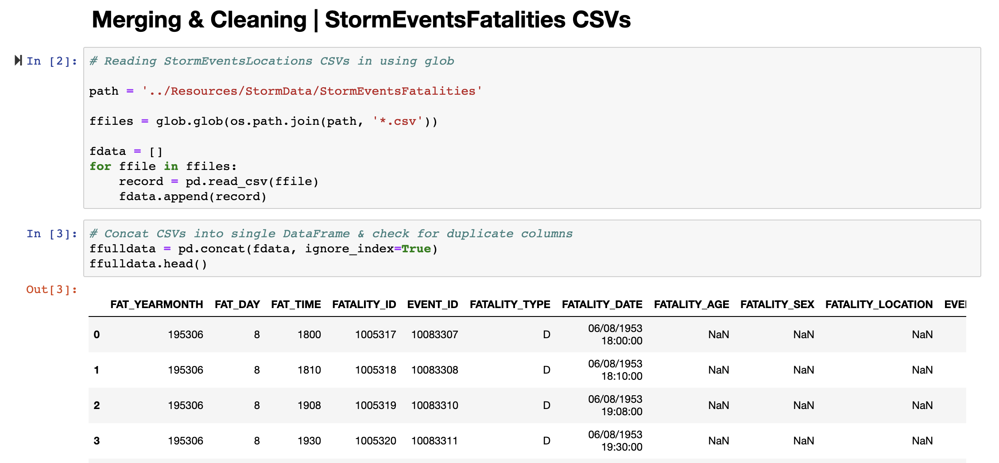 Merging & Cleaning | StormEventsFatalities CSVs
In [2]:
# Reading StormEventsLocations CSVs in using glob
path = '../Resources/StormData/StormEventsFatalities'
ffiles = glob.glob(os.path.join(path, '*.csv'))
fdata = []
for ffile in ffiles:
    record = pd.read_csv(ffile)
    fdata.append(record)
In [3]:
# Concat CSVs into single DataFrame & check for duplicate columns
ffulldata = pd.concat(fdata, ignore_index=True)
ffulldata.head()
Out[3]:
FAT_YEARMONTH FAT_DAY FAT_TIME FATALITY_ID EVENT_ID FATALITY_TYPE FATALITY_DATE FATALITY_AGE FATALITY_SEX FATALITY_LOCATION
0 195306 8 1800 1005317 10083307 D 06/08/1953 18:00:00 NaN NaN NaN
1 195306 8 1810 1005318 10083308 D 06/08/1953 18:10:00 NaN NaN NaN
2 195306 8 1908 1005319 10083310 D 06/08/1953 19:08:00 NaN NaN NaN
3 195306 8 1930 1005320 10083311 D 06/08/1953 19:30:00 NaN NaN NaN